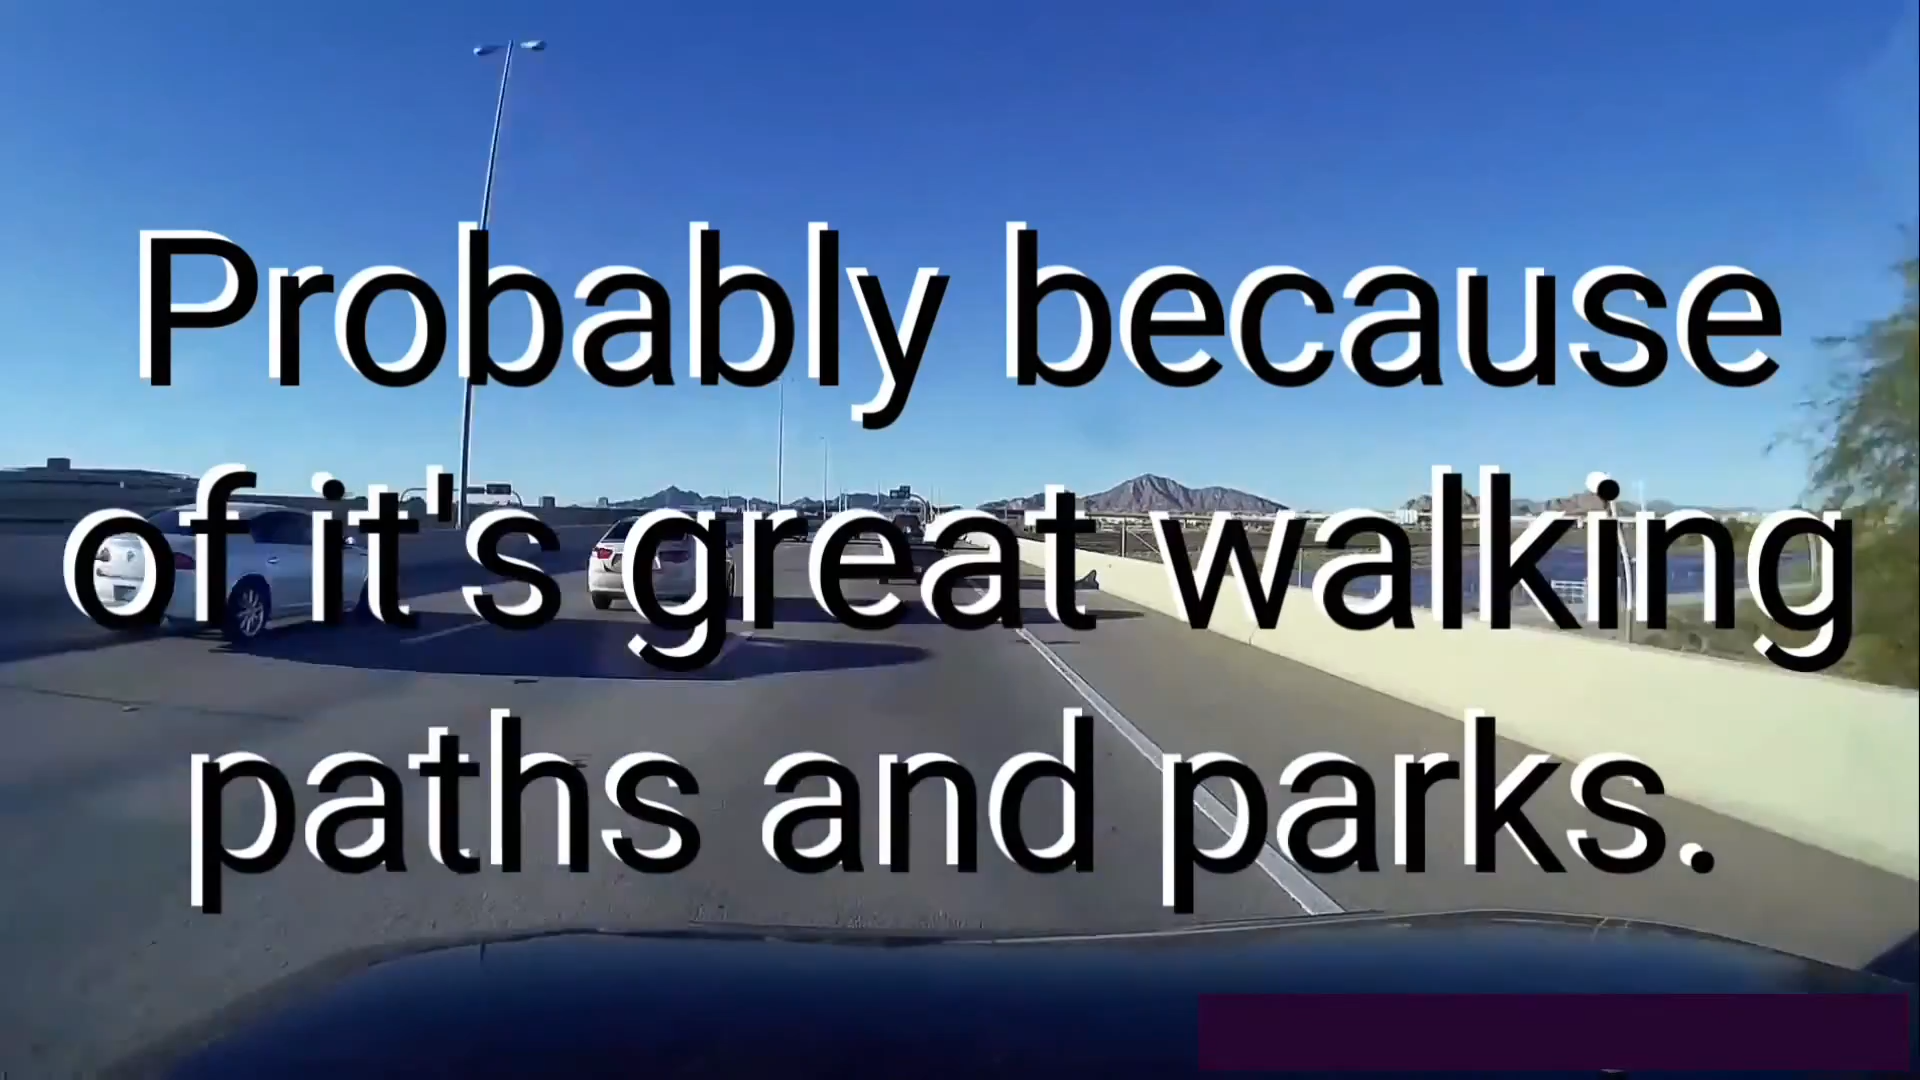 Probably because
of it's great walking
paths and parks.